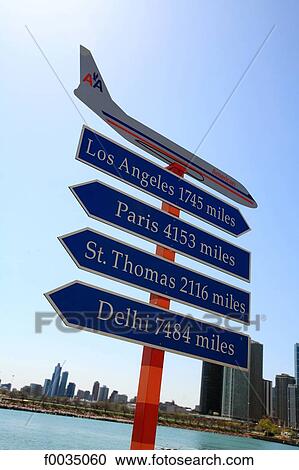 AA
Los Angeles 1745 miles
Paris 4153 miles
St. Thomas 2116 miles
Delhi 7484 miles
fotosearch
f0035060 www.fotosearch.com